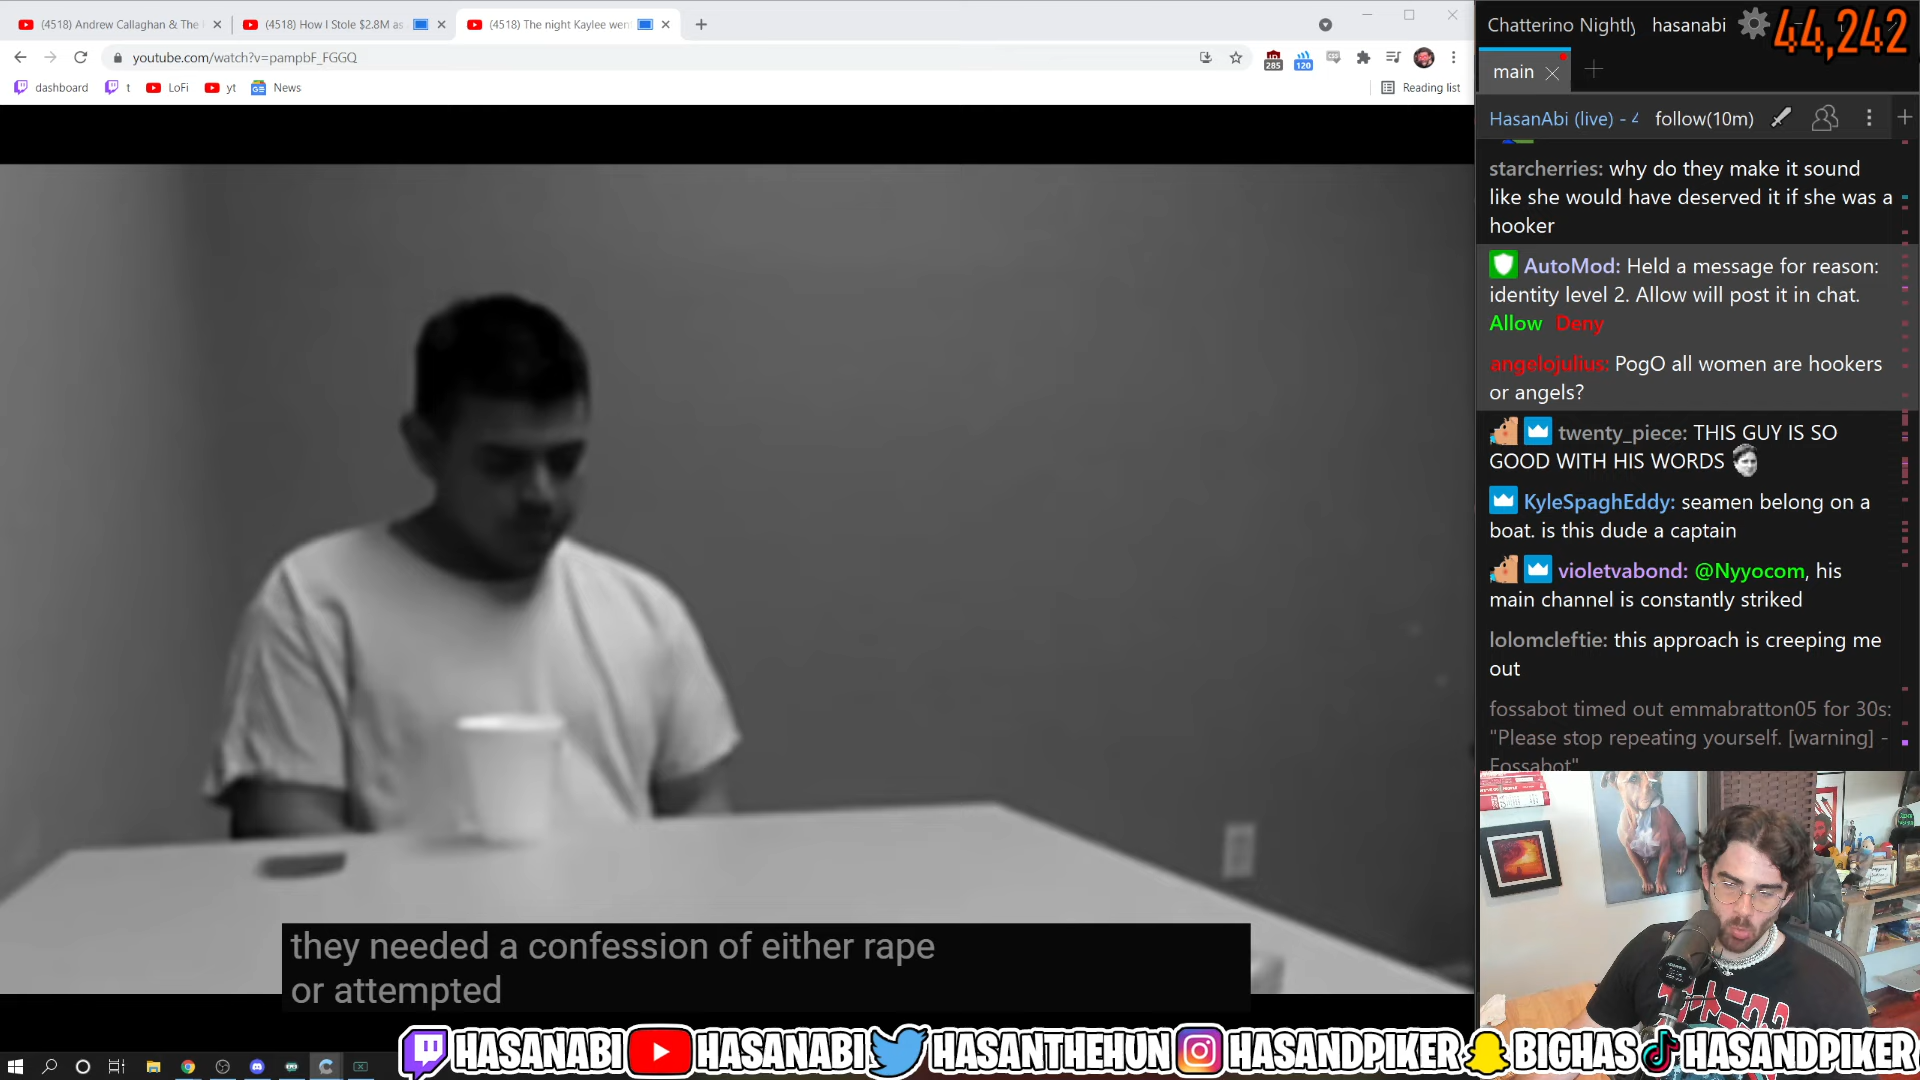 (4518) Andrew Callaghan & The
(4518) How I Stole $2.8M as
(4518) The night Kaylee wen
youtube.com/watch?v=pampbF_FGGQ
285
120
dashboard
t
LoFi
yt
News
Reading list
they needed a confession of either rape
or attempted
Chatterino Nightly
hasanabi
44,242
main
HasanAbi (live) - 4
follow(10m)
starcherries: why do they make it sound
like she would have deserved it if she was a
hooker
AutoMod: Held a message for reason:
identity level 2. Allow will post it in chat.
Allow Deny
angelojulius: PogO all women are hookers
or angels?
twenty_piece: THIS GUY IS SO
GOOD WITH HIS WORDS
KyleSpaghEddy: seamen belong on a
boat. is this dude a captain
violetvabond: @Nyyocom, his
main channel is constantly striked
lolomcleftie: this approach is creeping me
out
fossabot timed out emmabratton05 for 30s:
"Please stop repeating yourself. [warning] -
Fossabot"
HASANABI
HASANABI
HASANTHEHUN
HASANDPIKER
BIGHAS
HASANDPIKER